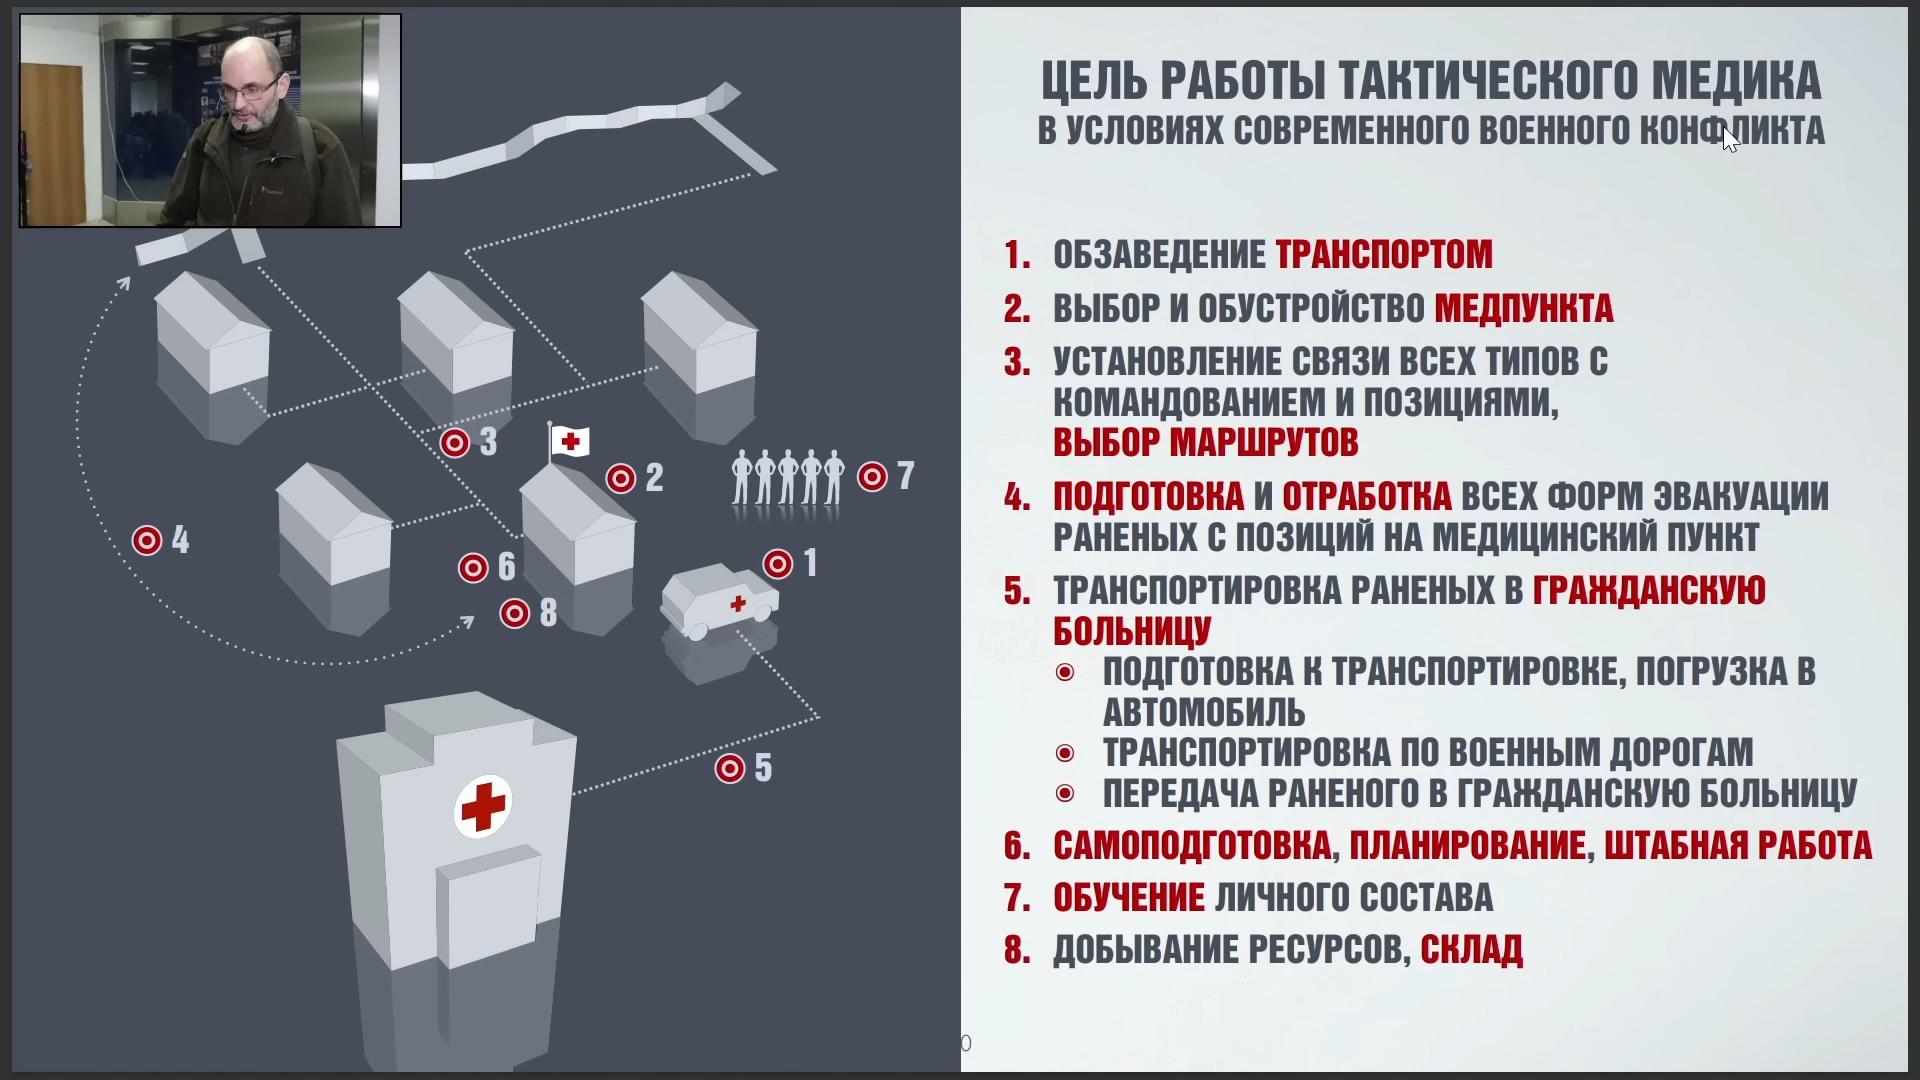 ЦЕЛЬ РАБОТЫ ТАКТИЧЕСКОГО МЕДИКА
В УСЛОВИЯХ СОВРЕМЕННОГО ВОЕННОГО КОНФЛИКТА
1. ОБЗАВЕДЕНИЕ ТРАНСПОРТОМ
2. ВЫБОР И ОБУСТРОЙСТВО МЕДПУНКТА
3. УСТАНОВЛЕНИЕ СВЯЗИ ВСЕХ ТИПОВ С
КОМАНДОВАНИЕМ И ПОЗИЦИЯМИ,
ВЫБОР МАРШРУТОВ
4. ПОДГОТОВКА И ОТРАБОТКА ВСЕХ ФОРМ ЭВАКУАЦИИ
РАНЕНЫХ С ПОЗИЦИЙ НА МЕДИЦИНСКИЙ ПУНКТ
5. ТРАНСПОРТИРОВКА РАНЕНЫХ В ГРАЖДАНСКУЮ
БОЛЬНИЦУ
ПОДГОТОВКА К ТРАНСПОРТИРОВКЕ, ПОГРУЗКА В
АВТОМОБИЛЬ
ТРАНСПОРТИРОВКА ПО ВОЕННЫМ ДОРОГАМ
ПЕРЕДАЧА РАНЕНОГО В ГРАЖДАНСКУЮ БОЛЬНИЦУ
6. САМОПОДГОТОВКА, ПЛАНИРОВАНИЕ, ШТАБНАЯ РАБОТА
7. ОБУЧЕНИЕ ЛИЧНОГО СОСТАВА
8. ДОБЫВАНИЕ РЕСУРСОВ, СКЛАД
3
2
7
4
6
1
8
5
0